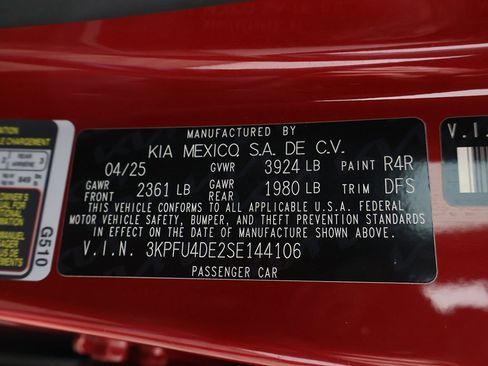 MANUFACTURED BY
KIA MEXICO, S.A. DE C.V.
04/25 GVWR 3924 LB PAINT R4R
GAWR FRONT 2361 LB GAWR REAR 1980 LB TRIM DFS
THIS VEHICLE CONFORMS TO ALL APPLICABLE U.S.A. FEDERAL
MOTOR VEHICLE SAFETY, BUMPER, AND THEFT PREVENTION STANDARDS
IN EFFECT ON THE DATE OF MANUFACTURE SHOWN ABOVE.
V.I.N. 3KPFU4DE2SE144106
PASSENGER CAR
G510
V.I.